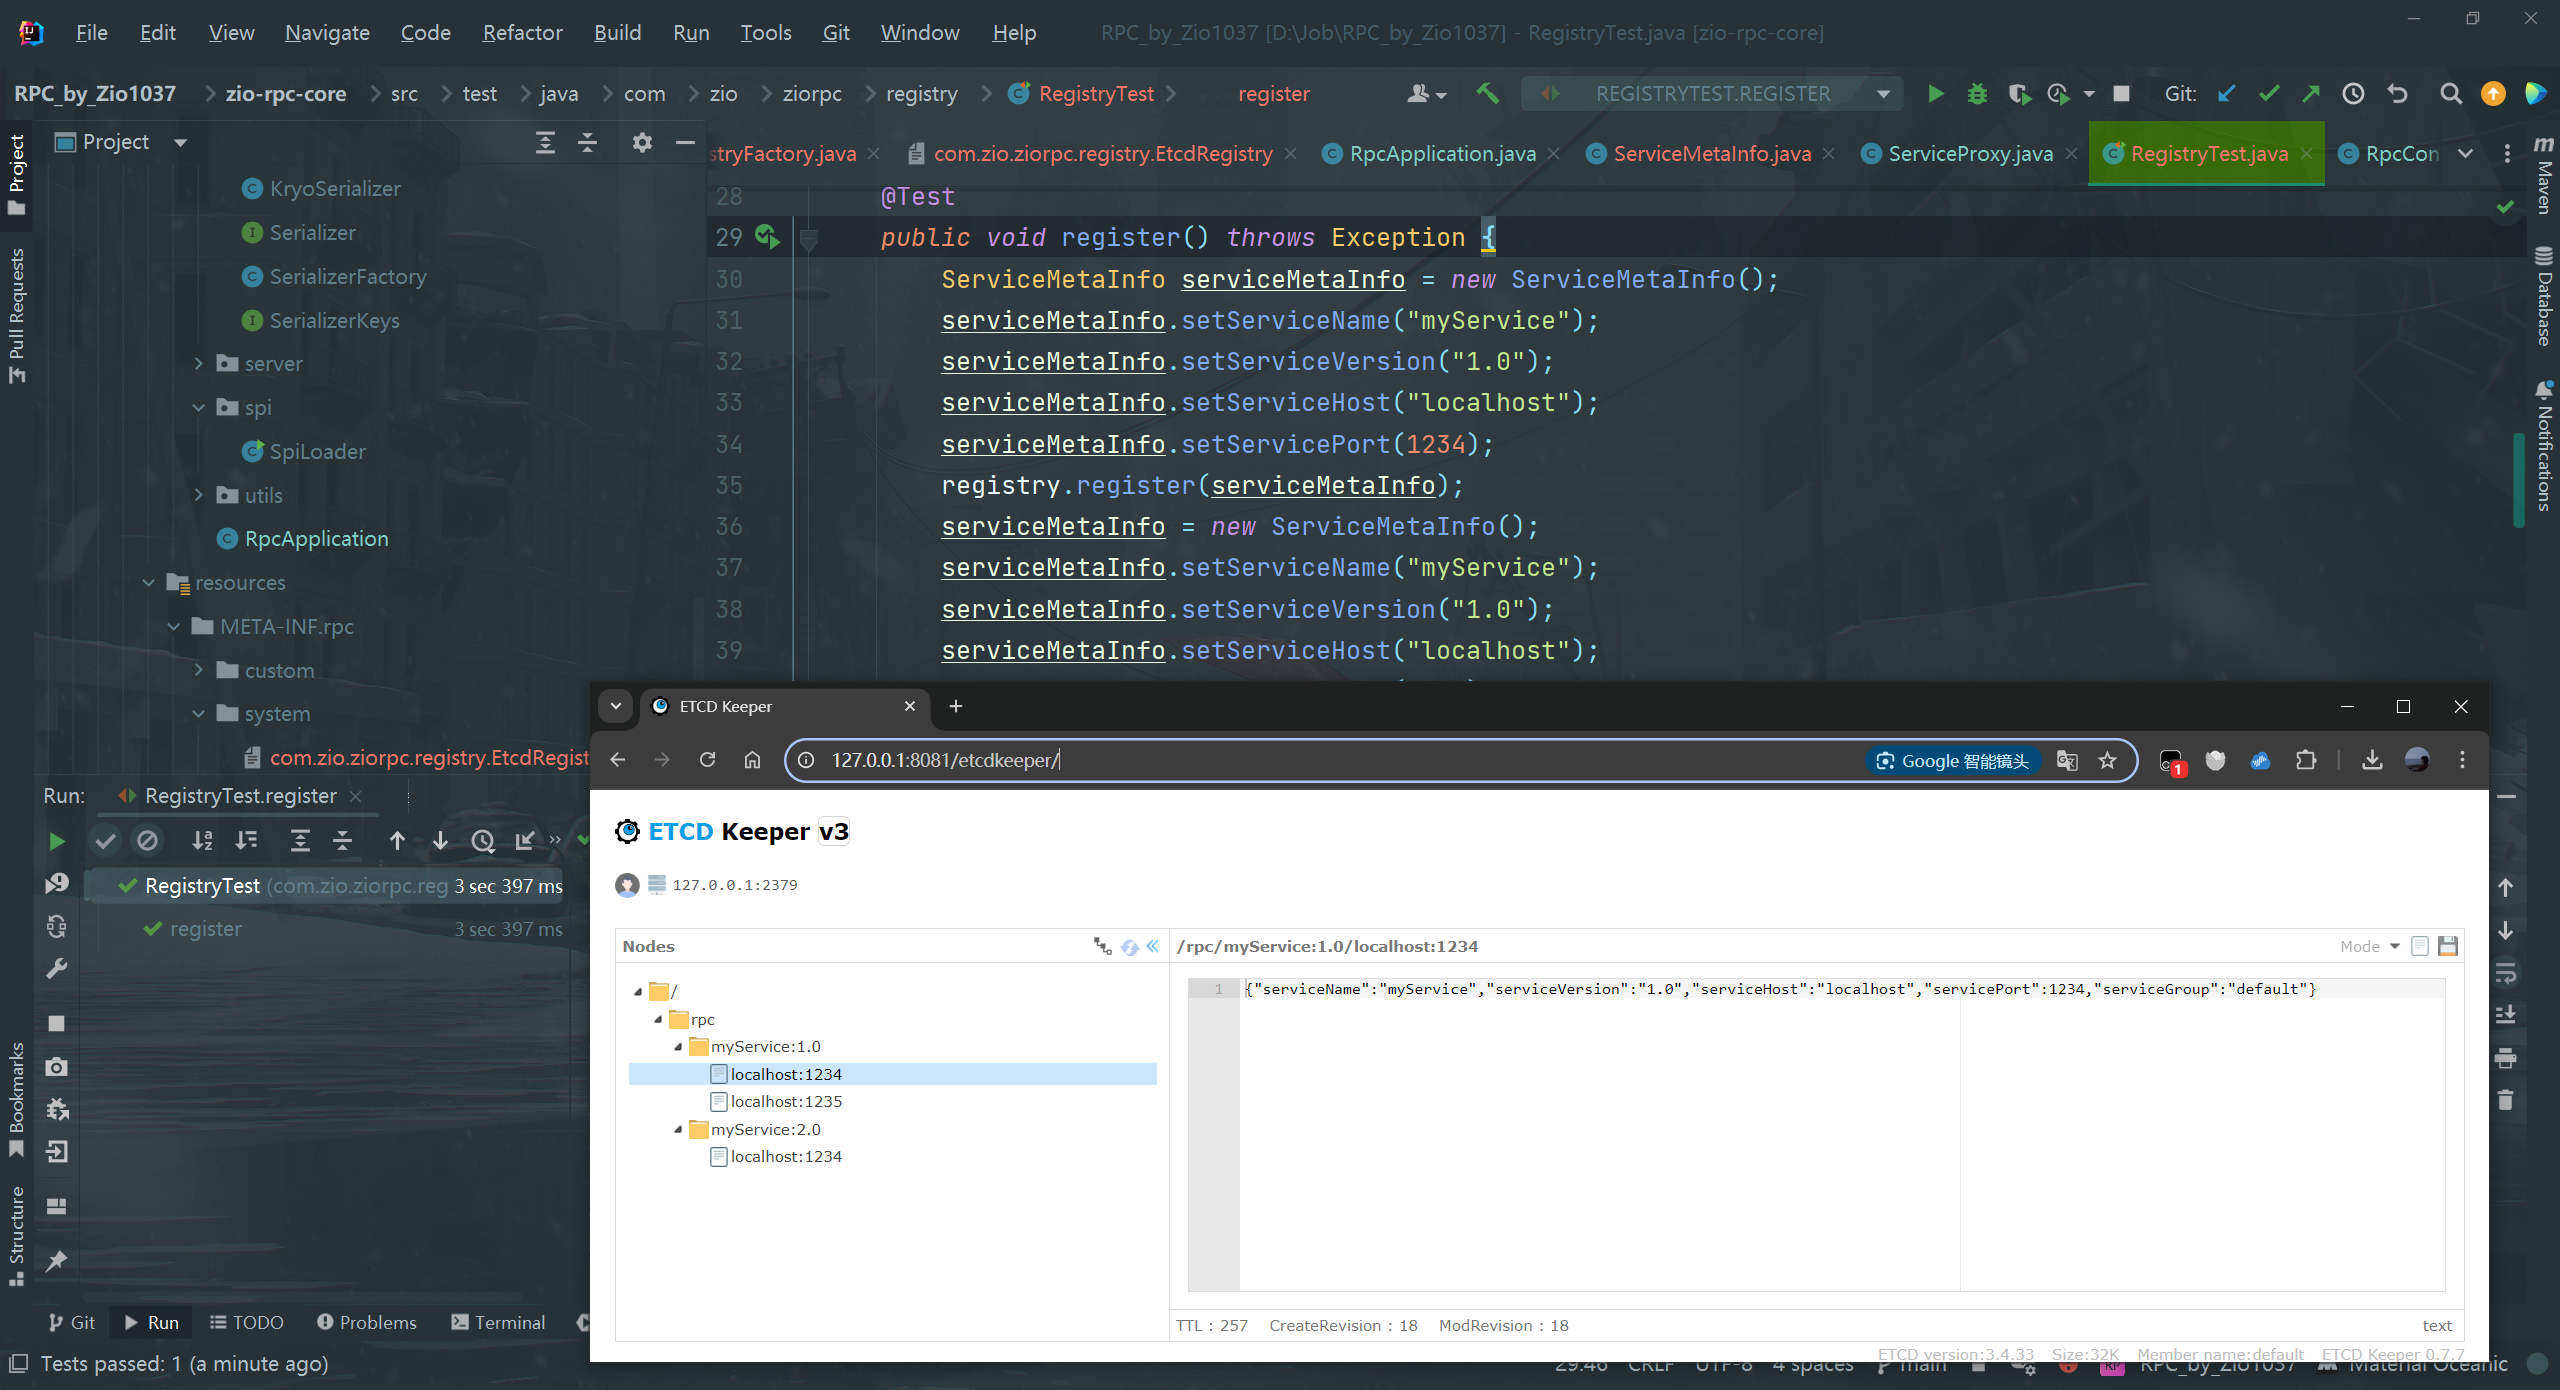 File Edit View Navigate Code Refactor Build Run Tools Git Window Help RPC_by_Zio1037 [D:\Job\RPC_by_Zio1037] - RegistryTest.java [zio-rpc-core]
RPC_by_Zio1037 zio-rpc-core src test java com zio ziorpc registry RegistryTest register REGISTRYTEST.REGISTER Git:
Project
stryFactory.java com.zio.ziorpc.registry.EtcdRegistry RpcApplication.java ServiceMetaInfo.java ServiceProxy.java RegistryTest.java RpcCon
Project
Pull Requests
Bookmarks
Structure
Maven
Database
Notifications
KryoSerializer
Serializer
SerializerFactory
SerializerKeys
server
spi
SpiLoader
utils
RpcApplication
resources
META-INF.rpc
custom
system
com.zio.ziorpc.registry.EtcdRegist
28 @Test
29 public void register() throws Exception {
30 ServiceMetaInfo serviceMetaInfo = new ServiceMetaInfo();
31 serviceMetaInfo.setServiceName("myService");
32 serviceMetaInfo.setServiceVersion("1.0");
33 serviceMetaInfo.setServiceHost("localhost");
34 serviceMetaInfo.setServicePort(1234);
35 registry.register(serviceMetaInfo);
36 serviceMetaInfo = new ServiceMetaInfo();
37 serviceMetaInfo.setServiceName("myService");
38 serviceMetaInfo.setServiceVersion("1.0");
39 serviceMetaInfo.setServiceHost("localhost");
Run: RegistryTest.register
RegistryTest (com.zio.ziorpc.reg 3 sec 397 ms
register 3 sec 397 ms
ETCD Keeper
127.0.0.1:8081/etcdkeeper/ Google 智能镜头 1
ETCD Keeper v3
127.0.0.1:2379
Nodes
/
rpc
myService:1.0
localhost:1234
localhost:1235
myService:2.0
localhost:1234
/rpc/myService:1.0/localhost:1234 Mode
1 {"serviceName":"myService","serviceVersion":"1.0","serviceHost":"localhost","servicePort":1234,"serviceGroup":"default"}
TTL : 257 CreateRevision : 18 ModRevision : 18 text
ETCD version:3.4.33 Size:32K Member name:default ETCD Keeper 0.7.7
Git Run TODO Problems Terminal
Tests passed: 1 (a minute ago) 29:46 CRLF UTF-8 4 spaces main RPC_by_Zio1037 Material Oceanic